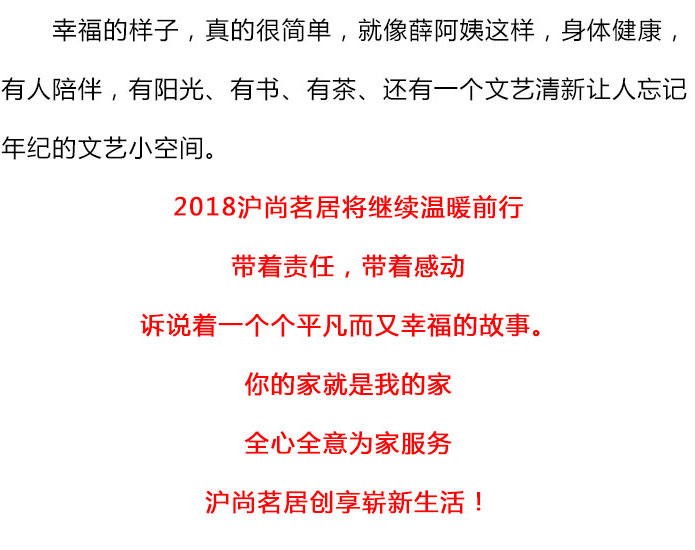 幸福的样子，真的很简单，就像薛阿姨这样，身体健康，
有人陪伴，有阳光、有书、有茶、还有一个文艺清新让人忘记
年纪的文艺小空间。
2018沪尚茗居将继续温暖前行
带着责任，带着感动
诉说着一个个平凡而又幸福的故事。
你的家就是我的家
全心全意为家服务
沪尚茗居创享崭新生活！